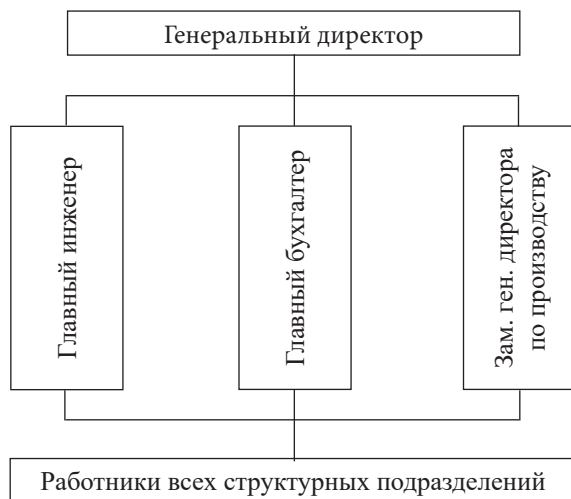 Генеральный директор
Главный инженер
Главный бухгалтер
Зам. ген. директора
по производству
Работники всех структурных подразделений